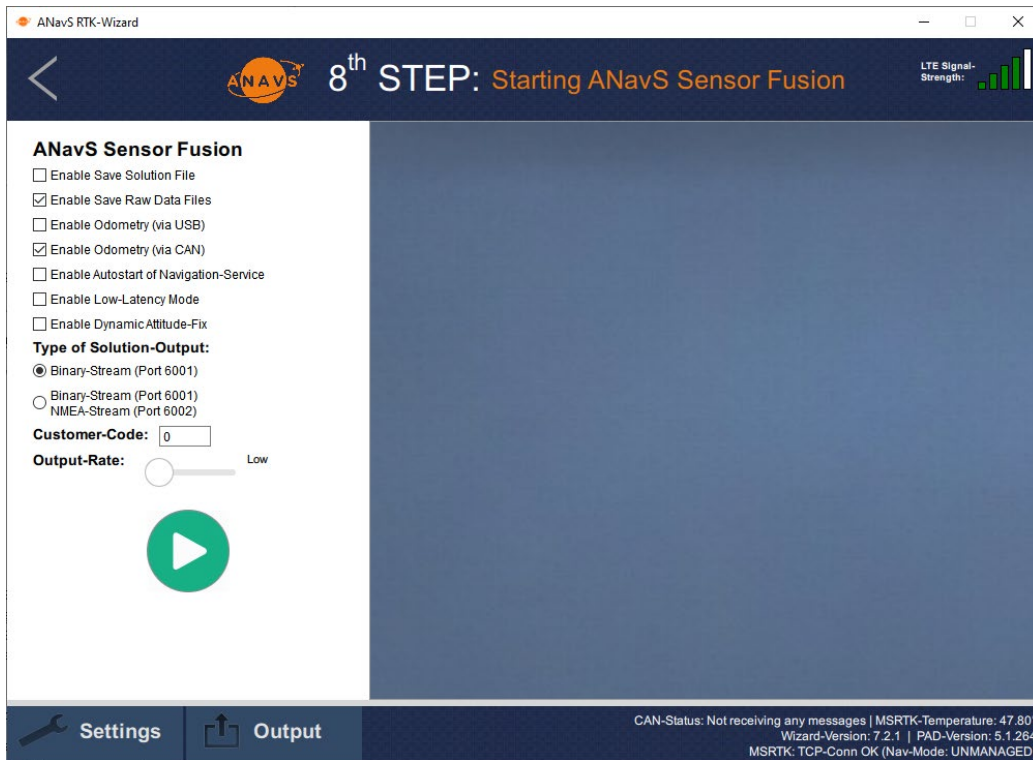 ANavS RTK-Wizard
ANAVS
8th STEP: Starting ANavS Sensor Fusion
LTE Signal-
Strength:
ANavS Sensor Fusion
Enable Save Solution File
Enable Save Raw Data Files
Enable Odometry (via USB)
Enable Odometry (via CAN)
Enable Autostart of Navigation-Service
Enable Low-Latency Mode
Enable Dynamic Attitude-Fix
Type of Solution-Output:
Binary-Stream (Port 6001)
Binary-Stream (Port 6001)
NMEA-Stream (Port 6002)
Customer-Code: 0
Output-Rate: Low
Settings
Output
CAN-Status: Not receiving any messages | MSRTK-Temperature: 47.80
Wizard-Version: 7.2.1 | PAD-Version: 5.1.264
MSRTK: TCP-Conn OK (Nav-Mode: UNMANAGED